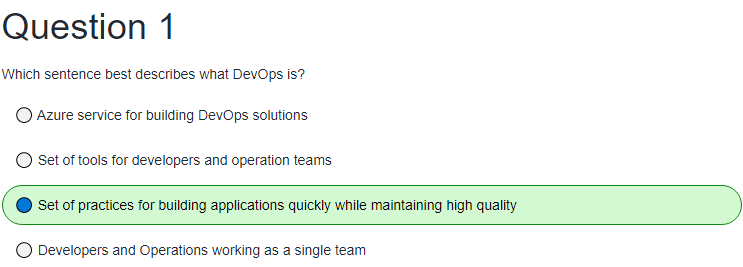 Question 1
Which sentence best describes what DevOps is?
Azure service for building DevOps solutions
Set of tools for developers and operation teams
Set of practices for building applications quickly while maintaining high quality
Developers and Operations working as a single team